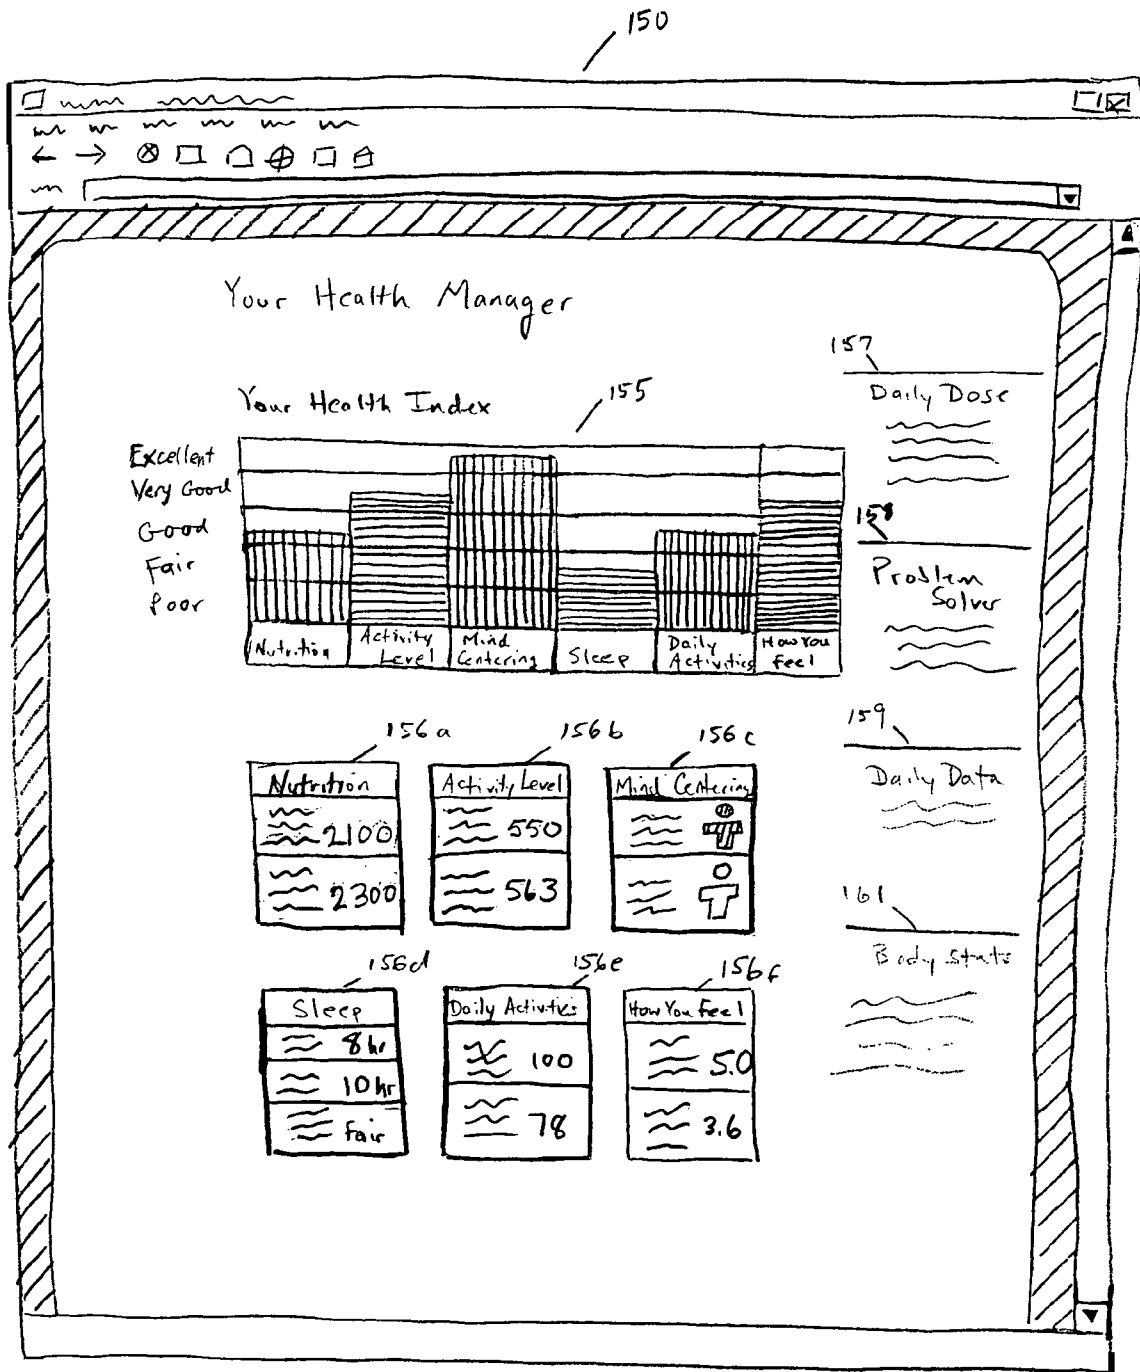 150
Your Health Manager
157
Daily Dose
Your Health Index
155
Excellent
Very Good
Good
Fair
Poor
158
Problem
Solver
Nutrition
Activity
Level
Mind
Centering
Sleep
Daily
Activities
How You
Feel
159
Daily Data
156a
Nutrition
2100
2300
156b
Activity Level
550
563
156c
Mind Centering
161
Body Stats
156d
Sleep
8hr
10hr
Fair
156e
Daily Activities
100
78
156f
How You Feel
5.0
3.6